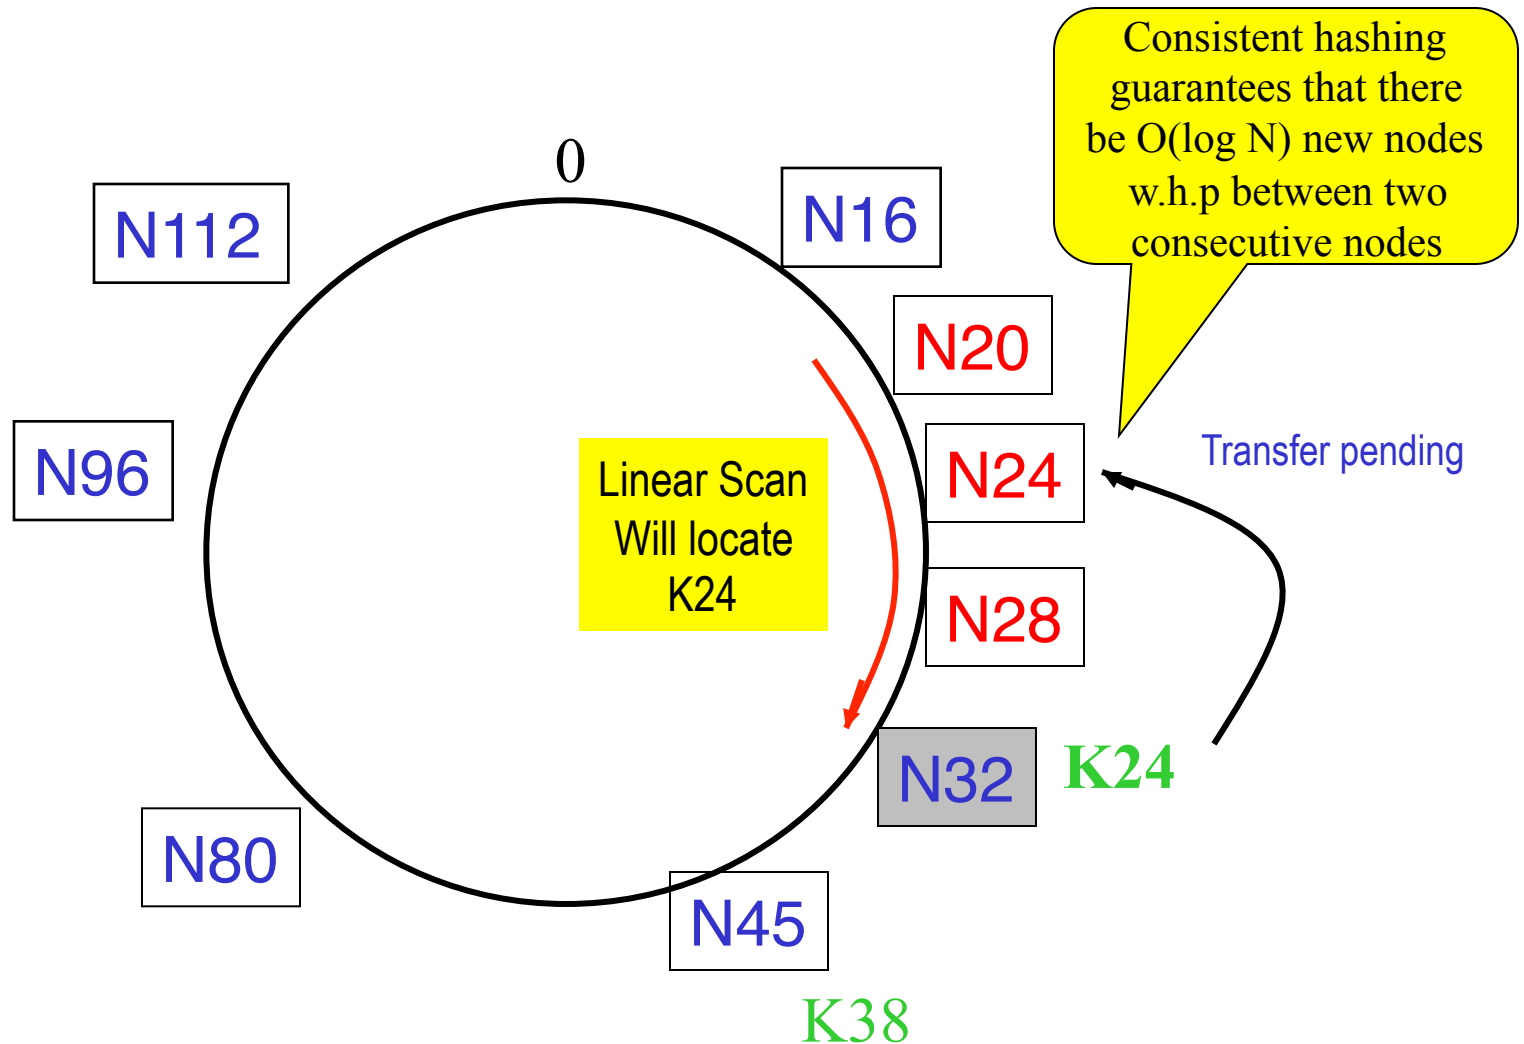 Consistent hashing
guarantees that there
be O(log N) new nodes
w.h.p between two
consecutive nodes
0
N112
N16
N20
N96
Linear Scan
Will locate
K24
N24
Transfer pending
N28
N32
K24
N80
N45
K38